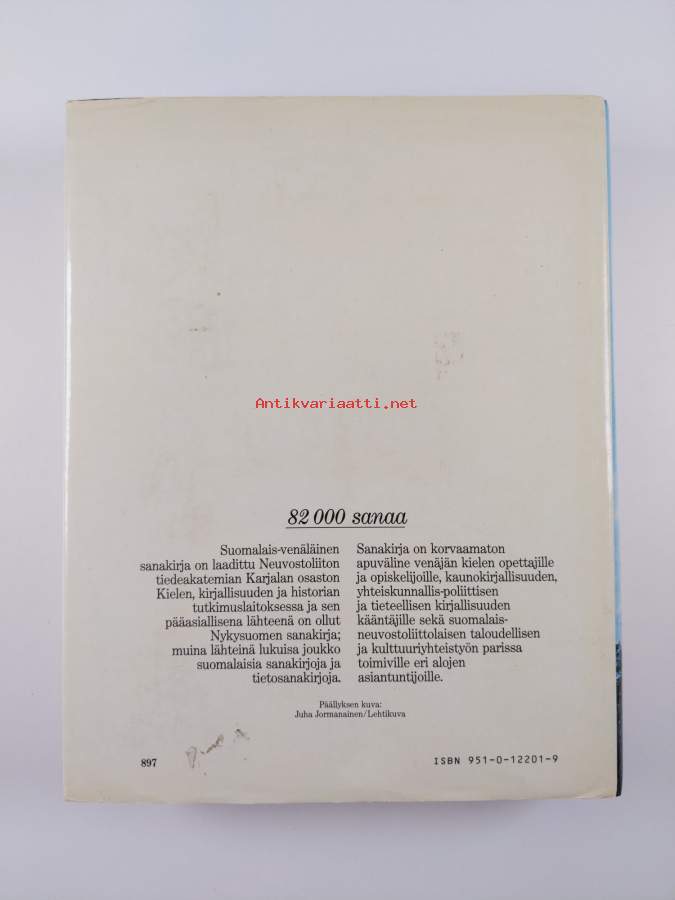 Antikvariaatti.net
82 000 sanaa
Suomalais-venäläinen
sanakirja on laadittu Neuvostoliiton
tiedeakatemian Karjalan osaston
Kielen, kirjallisuuden ja historian
tutkimuslaitoksessa ja sen
pääasiallisena lähteenä on ollut
Nykysuomen sanakirja;
muina lähteinä lukuisa joukko
suomalaisia sanakirjoja ja
tietosanakirjoja.
Sanakirja on korvaamaton
apuväline venäjän kielen opettajille
ja opiskelijoille, kaunokirjallisuuden,
yhteiskunnallis-poliittisen
ja tieteellisen kirjallisuuden
kääntäjille sekä suomalais-
neuvostoliittolaisen taloudellisen
ja kulttuuriyhteistyön parissa
toimiville eri alojen
asiantuntijoille.
Päällyksen kuva:
Juha Jormanainen/Lehtikuva
897
ISBN 951-0-12201-9